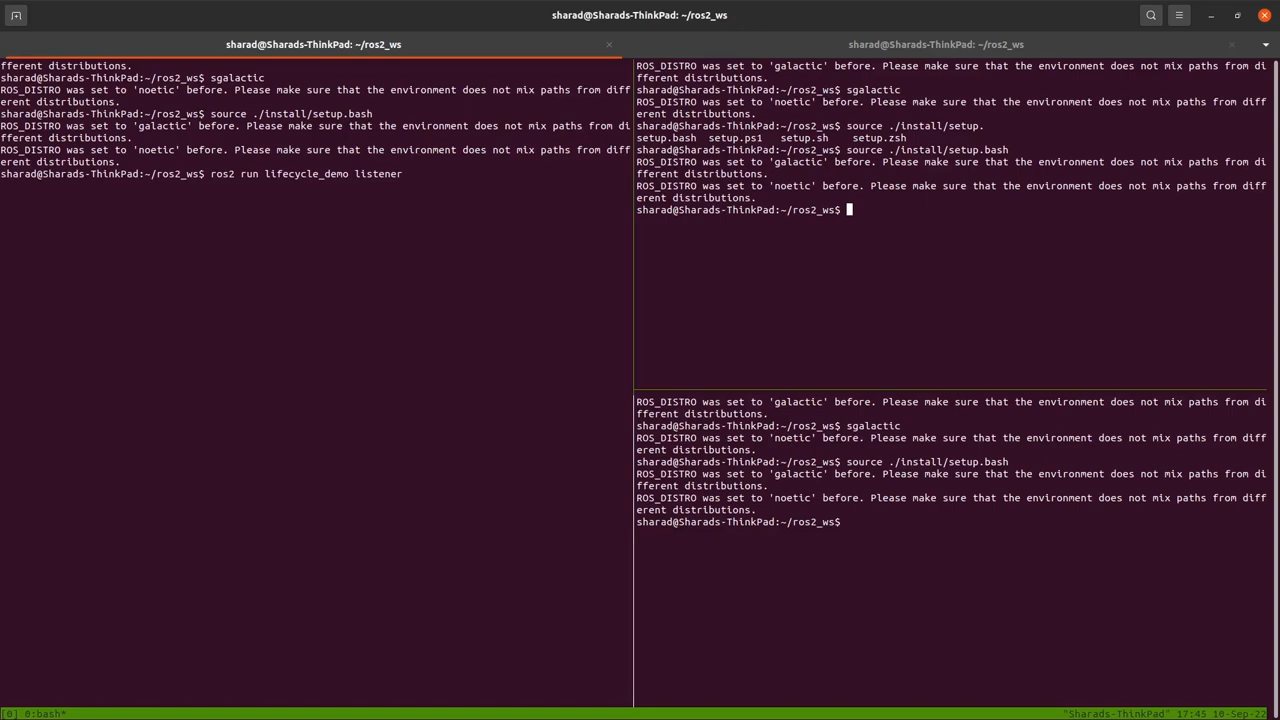 sharad@Sharads-ThinkPad: ~/ros2_ws
sharad@Sharads-ThinkPad: ~/ros2_ws
sharad@Sharads-ThinkPad: ~/ros2_ws
fferent distributions.
sharad@Sharads-ThinkPad:~/ros2_ws$ sgalactic
ROS_DISTRO was set to 'noetic' before. Please make sure that the environment does not mix paths from diff
erent distributions.
sharad@Sharads-ThinkPad:~/ros2_ws$ source ./install/setup.bash
ROS_DISTRO was set to 'galactic' before. Please make sure that the environment does not mix paths from di
fferent distributions.
ROS_DISTRO was set to 'noetic' before. Please make sure that the environment does not mix paths from diff
erent distributions.
sharad@Sharads-ThinkPad:~/ros2_ws$ ros2 run lifecycle_demo listener
ROS_DISTRO was set to 'galactic' before. Please make sure that the environment does not mix paths from di
fferent distributions.
sharad@Sharads-ThinkPad:~/ros2_ws$ sgalactic
ROS_DISTRO was set to 'noetic' before. Please make sure that the environment does not mix paths from diff
erent distributions.
sharad@Sharads-ThinkPad:~/ros2_ws$ source ./install/setup.
setup.bash  setup.ps1   setup.sh    setup.zsh
sharad@Sharads-ThinkPad:~/ros2_ws$ source ./install/setup.bash
ROS_DISTRO was set to 'galactic' before. Please make sure that the environment does not mix paths from di
fferent distributions.
ROS_DISTRO was set to 'noetic' before. Please make sure that the environment does not mix paths from diff
erent distributions.
sharad@Sharads-ThinkPad:~/ros2_ws$
ROS_DISTRO was set to 'galactic' before. Please make sure that the environment does not mix paths from di
fferent distributions.
sharad@Sharads-ThinkPad:~/ros2_ws$ sgalactic
ROS_DISTRO was set to 'noetic' before. Please make sure that the environment does not mix paths from diff
erent distributions.
sharad@Sharads-ThinkPad:~/ros2_ws$ source ./install/setup.bash
ROS_DISTRO was set to 'galactic' before. Please make sure that the environment does not mix paths from di
fferent distributions.
ROS_DISTRO was set to 'noetic' before. Please make sure that the environment does not mix paths from diff
erent distributions.
sharad@Sharads-ThinkPad:~/ros2_ws$
[0] 0:bash* "Sharads-ThinkPad" 17:45 10-Sep-22